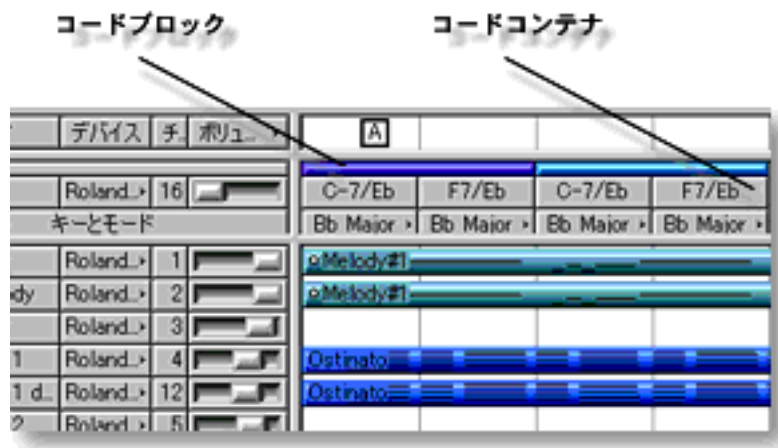 コードブロック コードコンテナ
デバイス チ.. ボリュ... A
Roland...› 16 C-7/Eb F7/Eb C-7/Eb F7/Eb
キーとモード Bb Major › Bb Major › Bb Major › Bb Major ›
Roland...› 1 Melody#1
dy Roland...› 2 Melody#1
Roland...› 3
1 Roland...› 4 Ostinato
1 d... Roland...› 12 Ostinato
2 Roland › 5